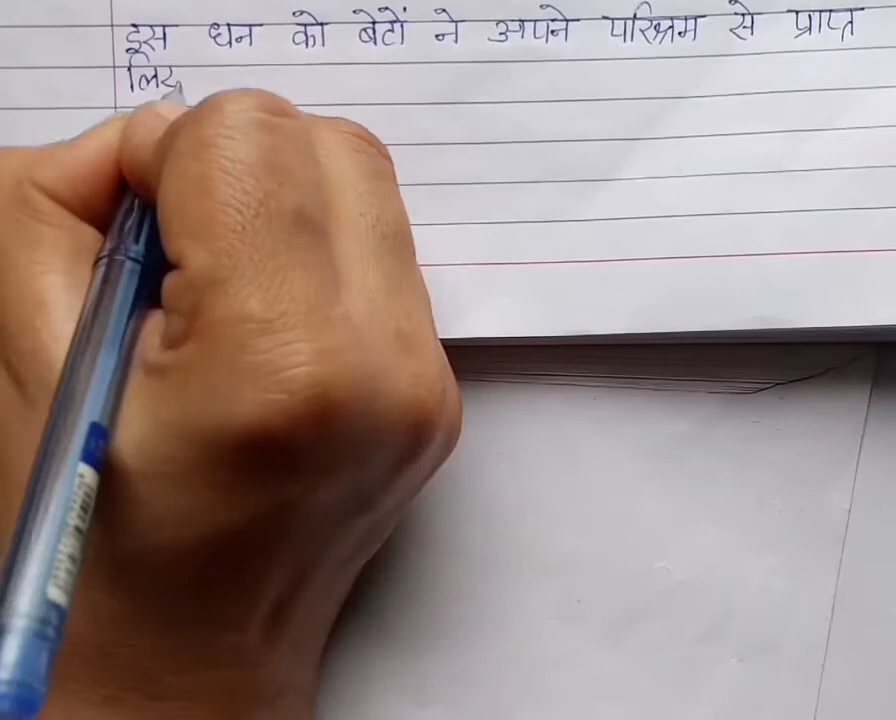 इस धन को बेटों ने अपने परिश्रम से प्राप्त